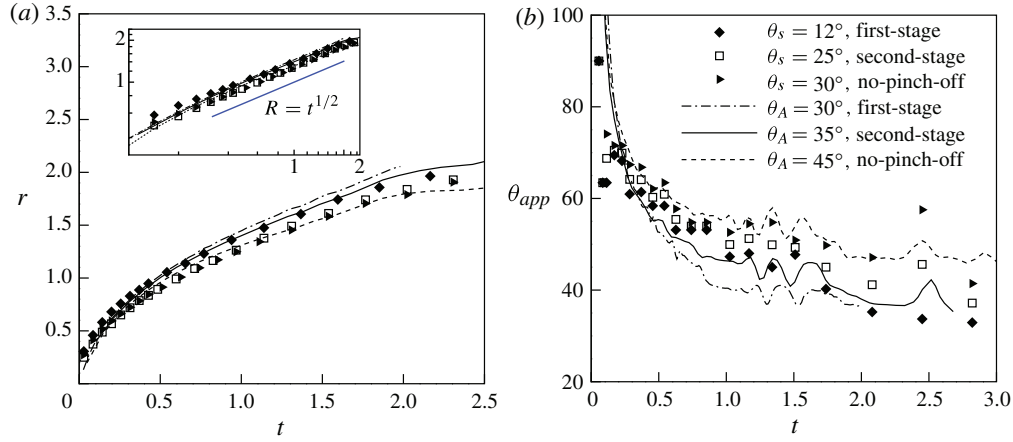 (a)
3.5
3.0
2.5
2.0
1.5
1.0
0.5
0
r
2
1
R = t^{1/2}
1
2
0.5
1.0
1.5
2.0
2.5
t
(b)
100
80
θ_{app}
60
40
20
θ_s = 12°, first-stage
θ_s = 25°, second-stage
θ_s = 30°, no-pinch-off
θ_A = 30°, first-stage
θ_A = 35°, second-stage
θ_A = 45°, no-pinch-off
0
0.5
1.0
1.5
2.0
2.5
3.0
t